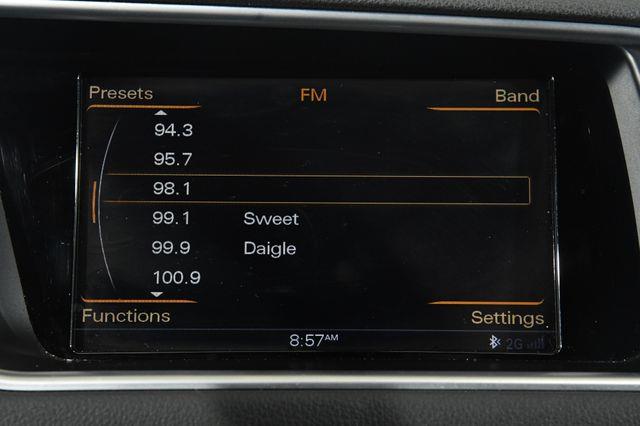 Presets FM Band
94.3
95.7
98.1
99.1 Sweet
99.9 Daigle
100.9
Functions Settings
8:57AM 2G